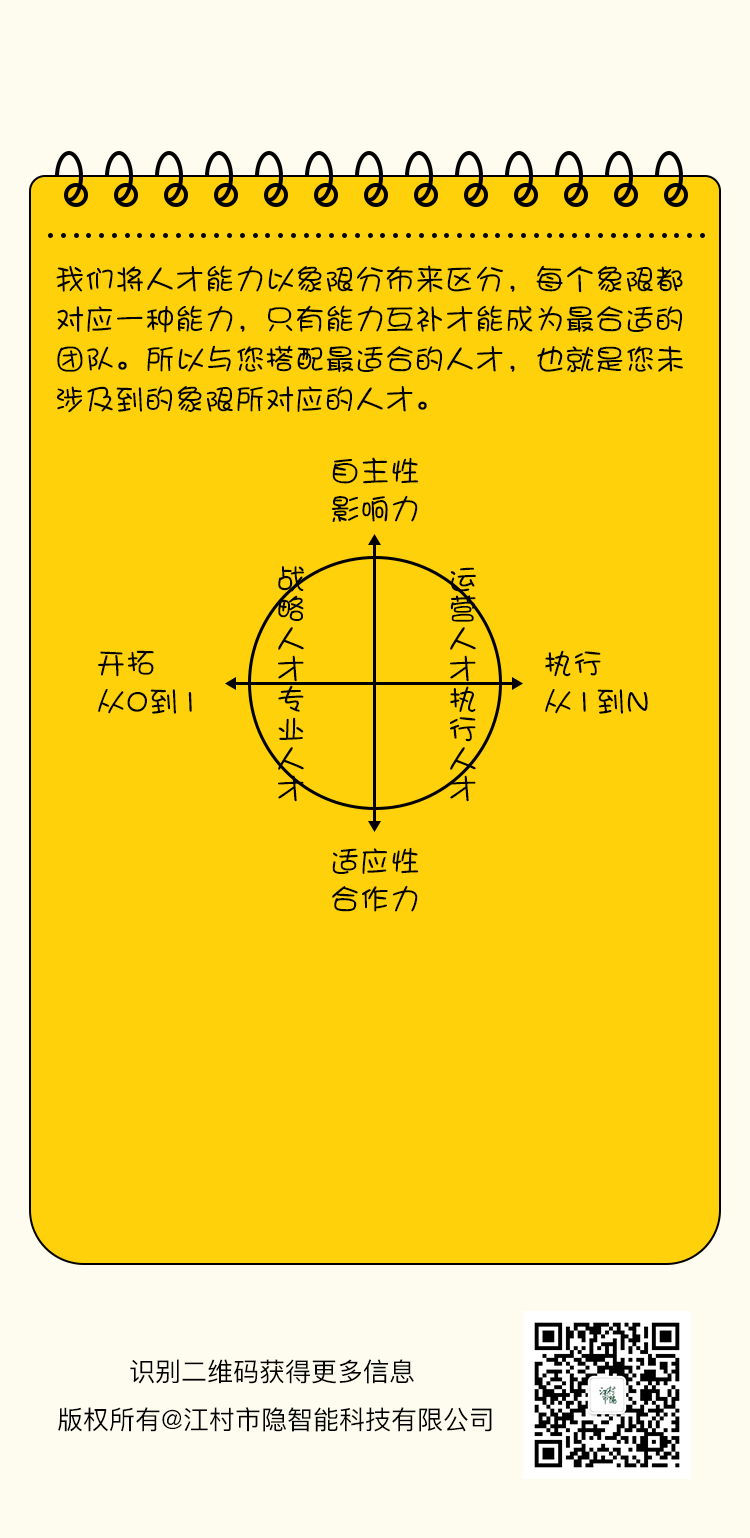 我们将人才能力以象限分布来区分，每个象限都
对应一种能力，只有能力互补才能成为最合适的
团队。所以与您搭配最适合的人才，也就是您未
涉及到的象限所对应的人才。
自主性
影响力
战略人才
运营人才
开拓
从0到1
执行
从1到N
专业人才
执行人才
适应性
合作力
识别二维码获得更多信息
版权所有@江村市隐智能科技有限公司
江村
市隐